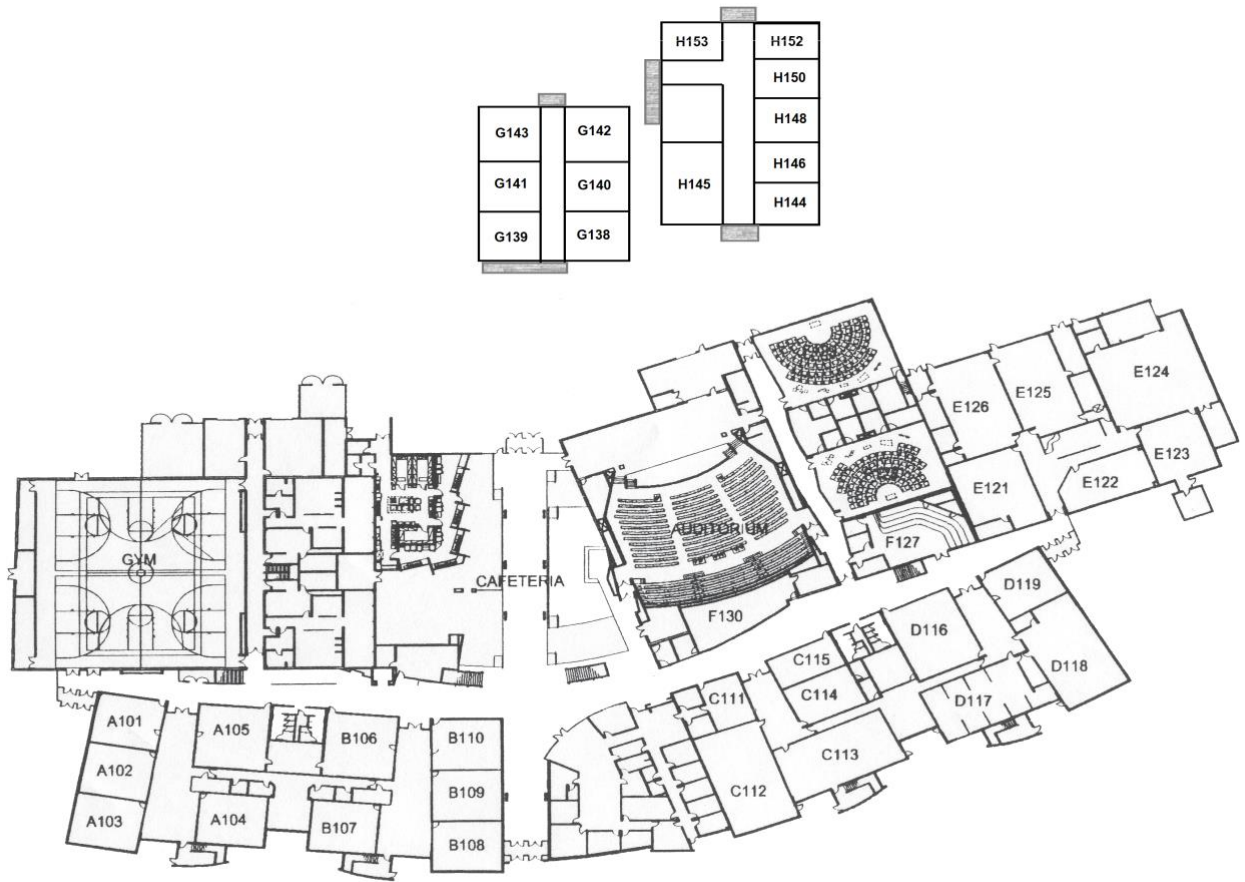 H153
H152
H150
H148
H146
H145
H144
G143
G142
G141
G140
G139
G138
E124
E125
E126
E123
E122
E121
AUDITORIUM
F127
GYM
CAFETERIA
F130
D119
D116
D118
D117
C115
C114
C111
C113
C112
A101
A105
B106
B110
A102
B109
A103
A104
B107
B108